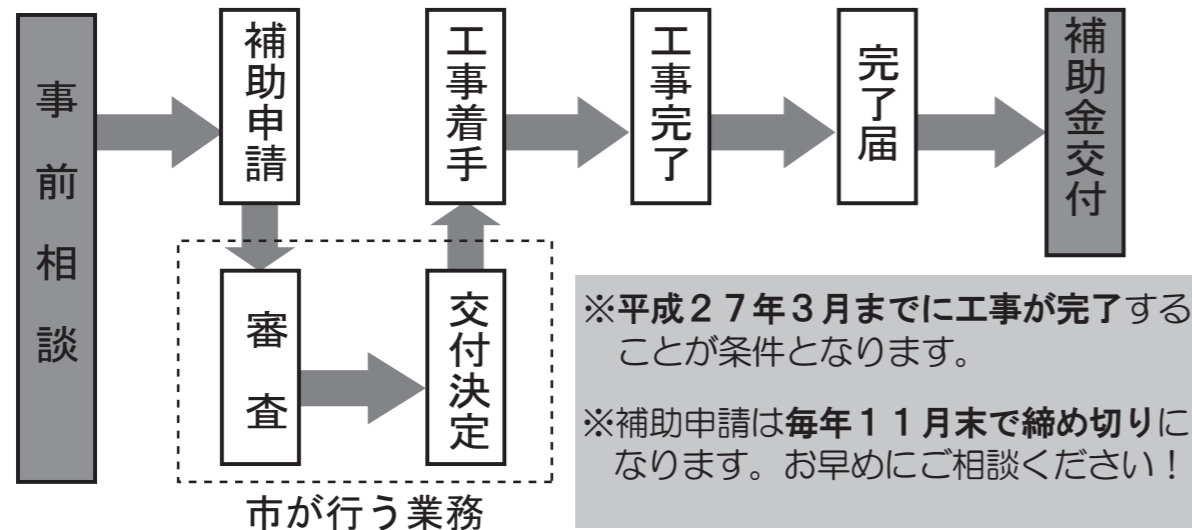 事前相談
補助申請
審査
交付決定
工事着手
工事完了
完了届
補助金交付
市が行う業務
※平成２７年３月までに工事が完了する
ことが条件となります。
※補助申請は毎年１１月末で締め切りに
なります。お早めにご相談ください！